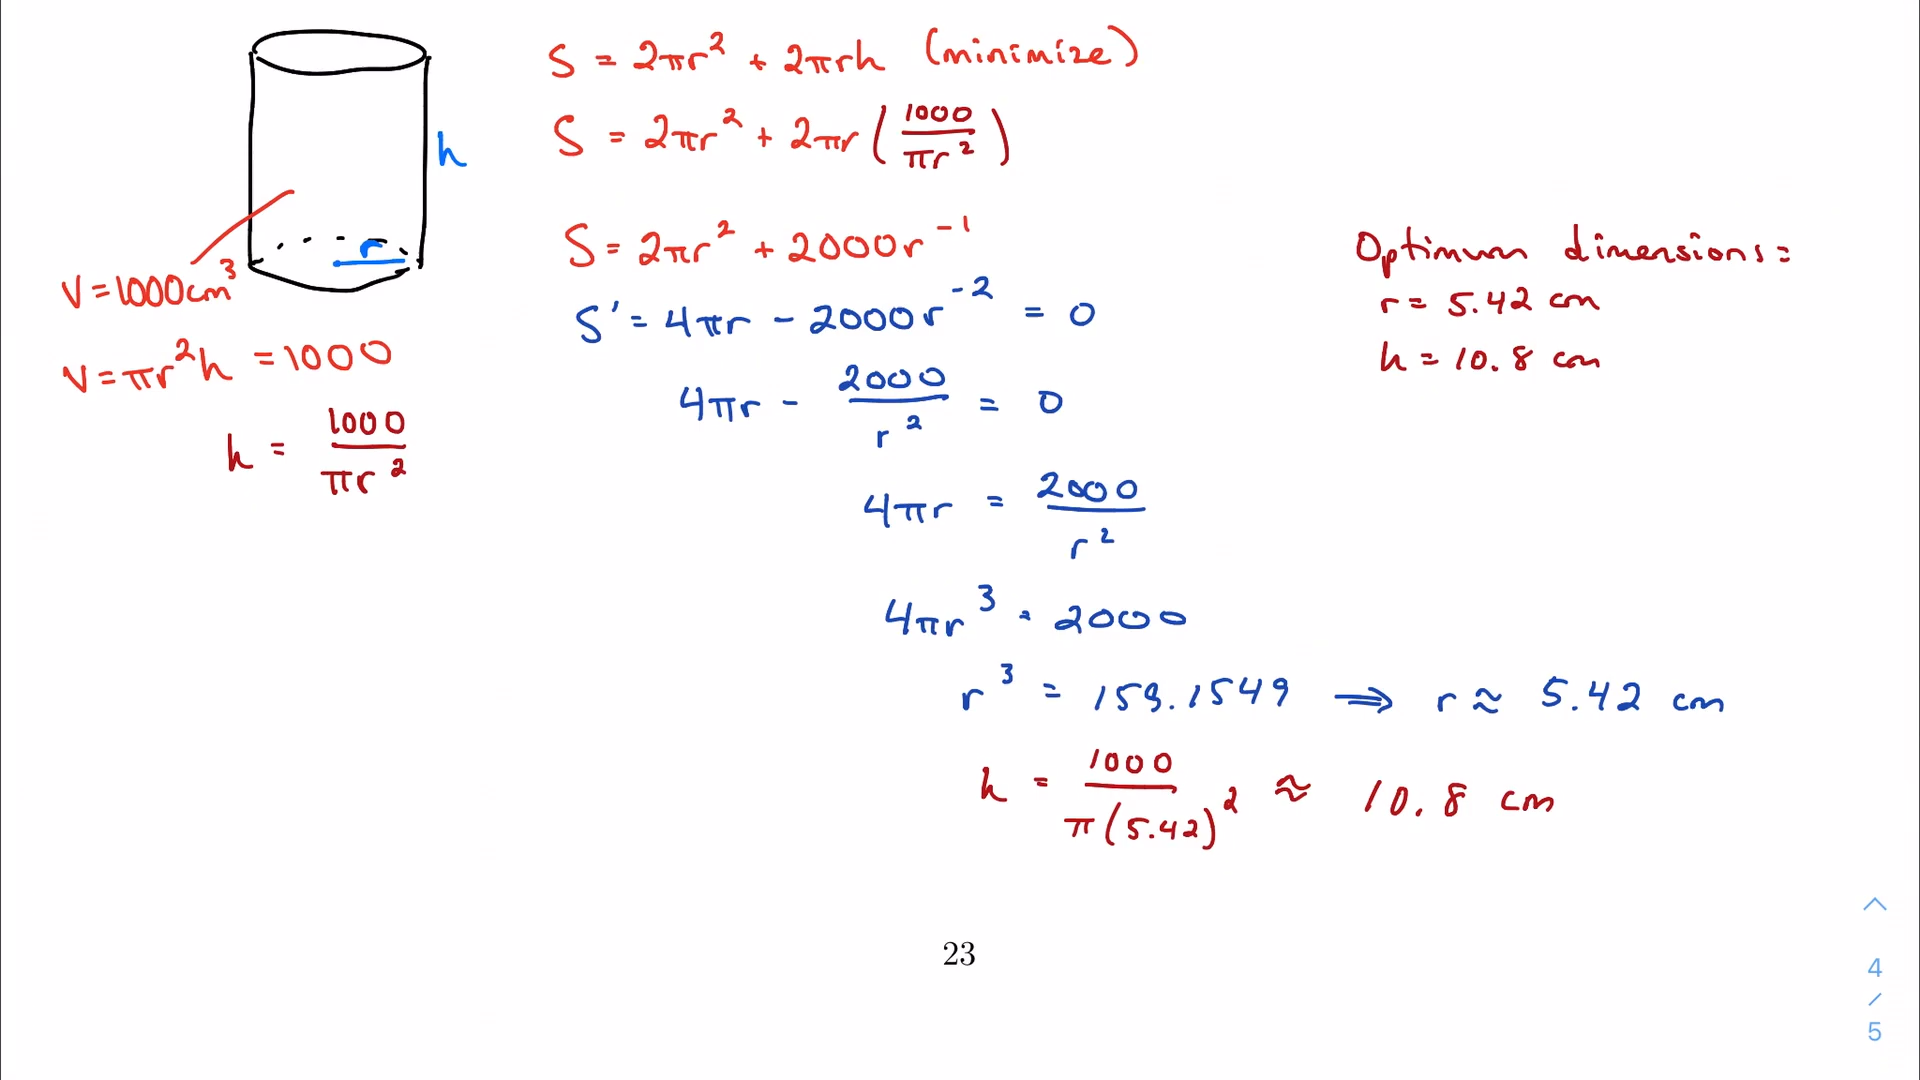 h
r
V = 1000 cm³
V = πr²h = 1000
h = 1000/πr²
S = 2πr² + 2πrh (minimize)
S = 2πr² + 2πr (1000/πr²)
S = 2πr² + 2000r⁻¹
S' = 4πr − 2000r⁻² = 0
4πr − 2000/r² = 0
4πr = 2000/r²
4πr³ = 2000
r³ = 159.1549 ⟹ r ≈ 5.42 cm
h = 1000/π(5.42)² ≈ 10.8 cm
Optimum dimensions:
r = 5.42 cm
h = 10.8 cm
23
4
/
5